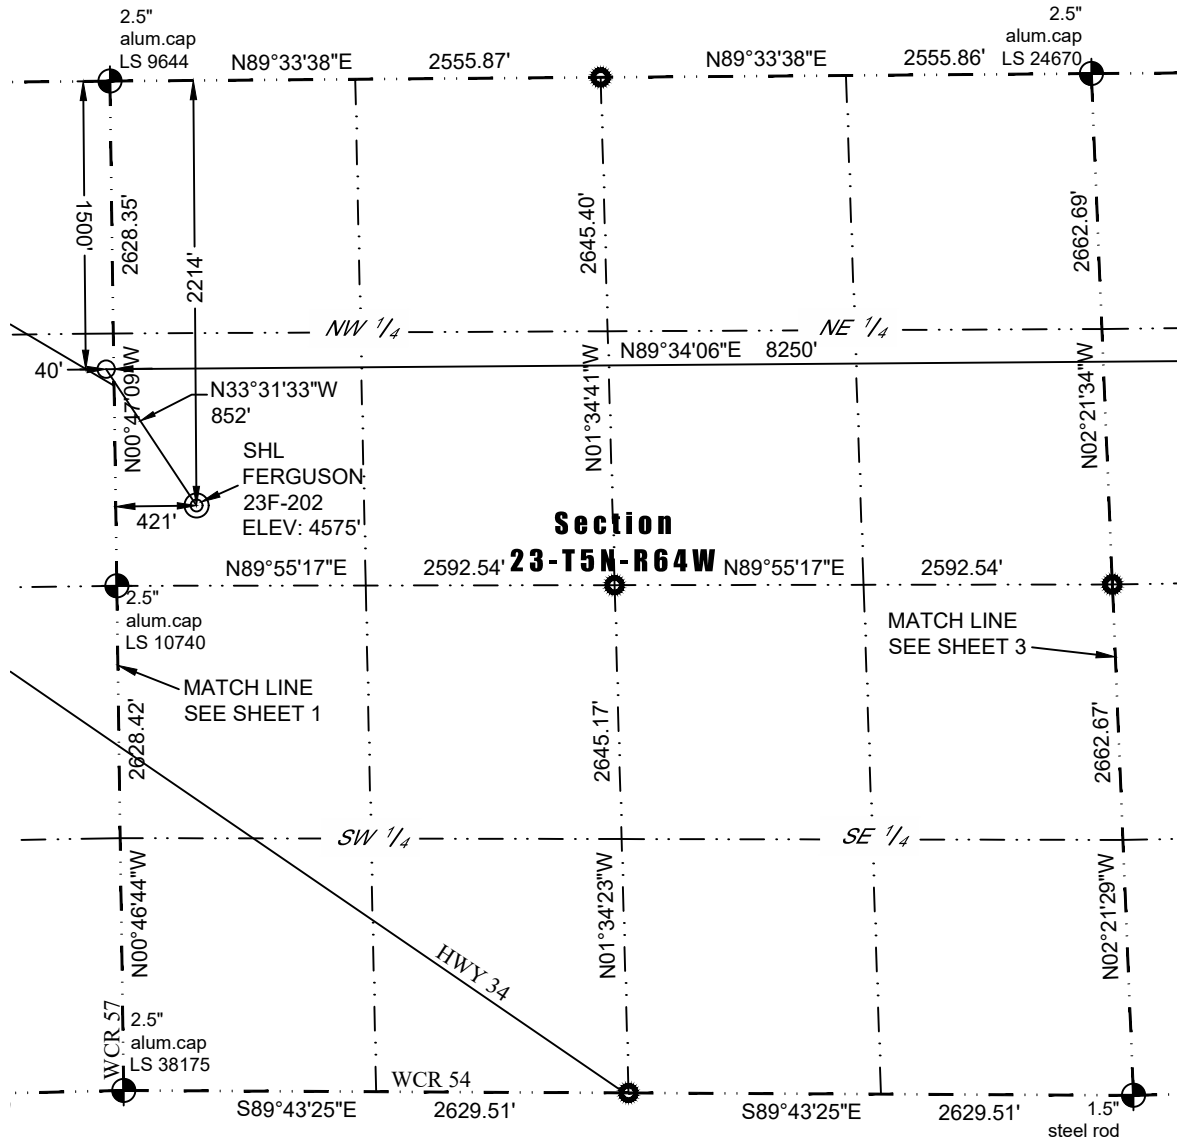 2.5"
alum.cap
LS 9644
N89°33'38"E
2555.87'
N89°33'38"E
2555.86'
2.5"
alum.cap
LS 24670
1500'
2628.35'
2214'
2645.40'
2662.69'
NW 1/4
NE 1/4
40'
N00°47'09"W
N33°31'33"W
852'
N89°34'06"E 8250'
N01°34'41"W
N02°21'34"W
SHL
FERGUSON
23F-202
ELEV: 4575'
421'
Section
23-T5N-R64W
N89°55'17"E
2592.54'
N89°55'17"E
2592.54'
2.5"
alum.cap
LS 10740
MATCH LINE
SEE SHEET 3
MATCH LINE
SEE SHEET 1
2628.42'
2645.17'
2662.67'
SW 1/4
SE 1/4
N00°46'44"W
N01°34'23"W
N02°21'29"W
HWY 34
WCR 57
2.5"
alum.cap
LS 38175
WCR 54
S89°43'25"E
2629.51'
S89°43'25"E
2629.51'
1.5"
steel rod